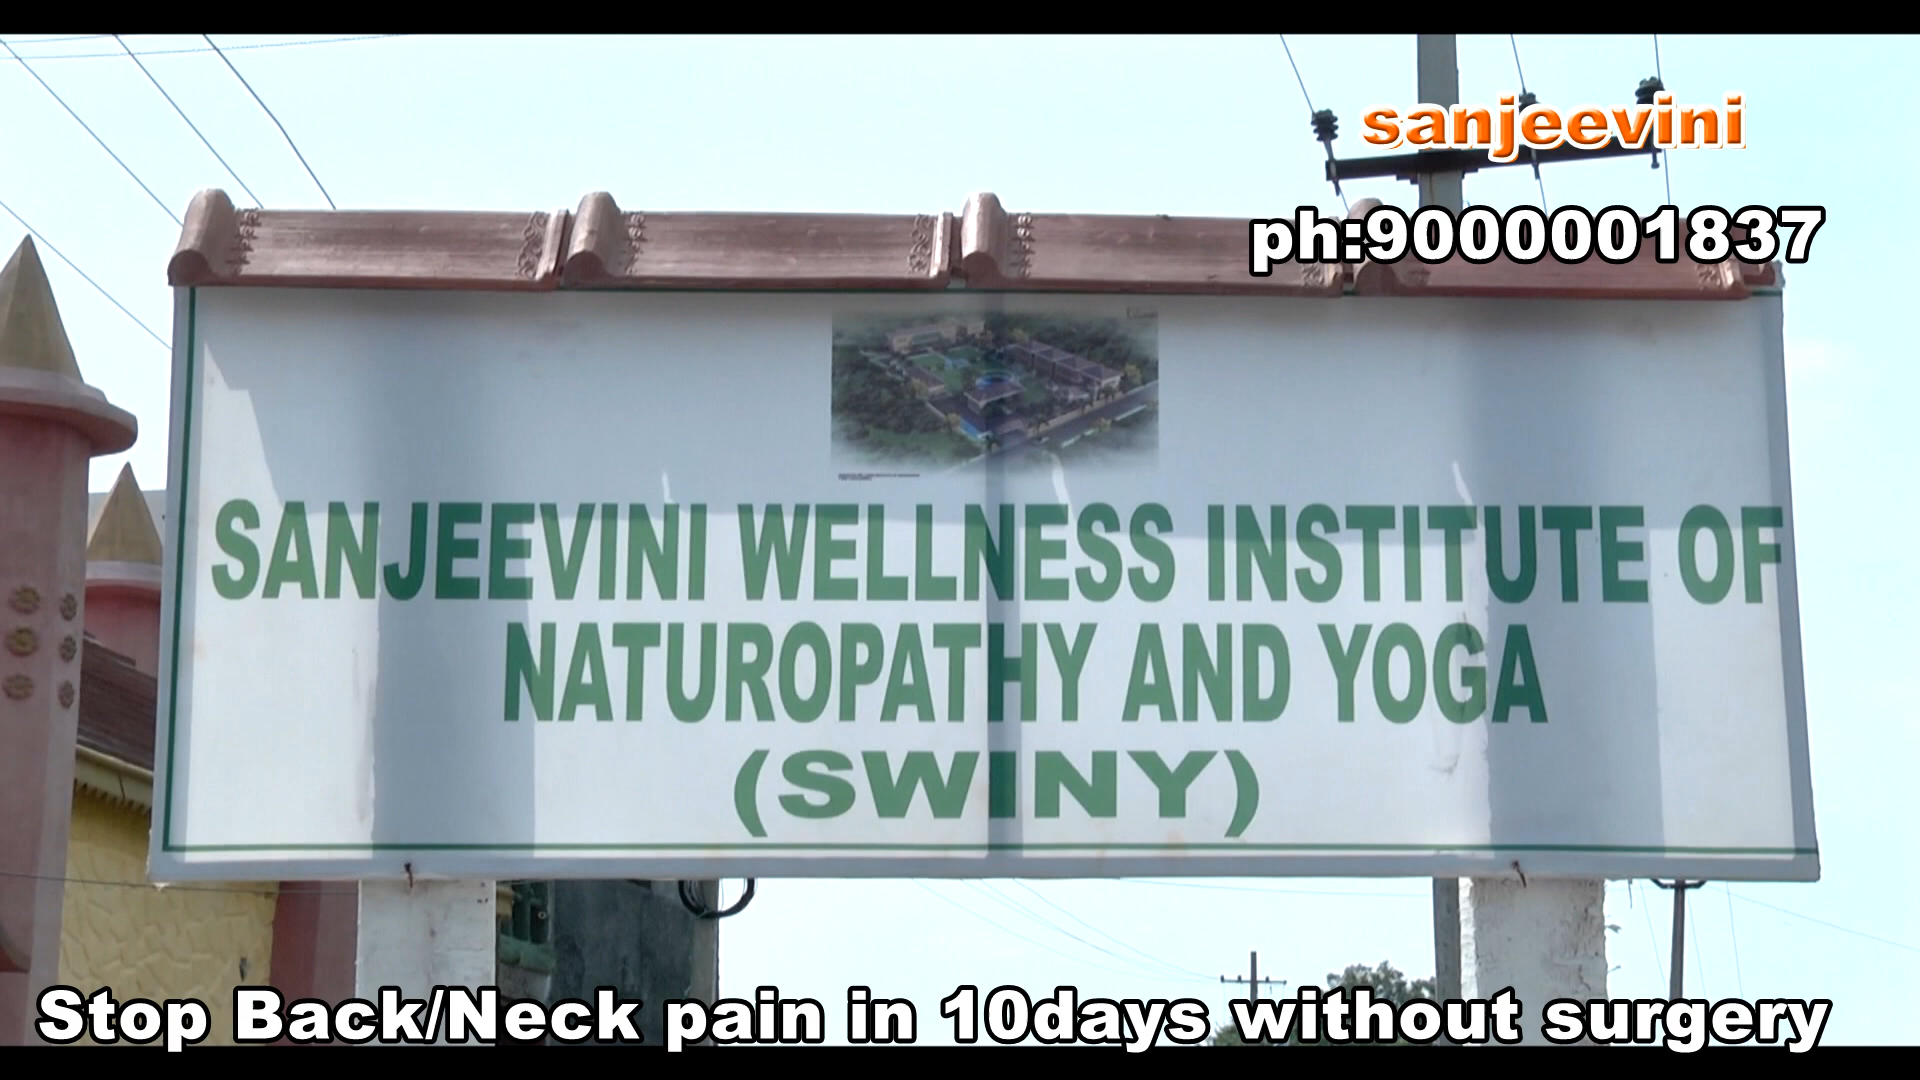 sanjeevini
ph:9000001837
SANJEEVINI WELLNESS INSTITUTE OF
NATUROPATHY AND YOGA
(SWINY)
Stop Back/Neck pain in 10days without surgery